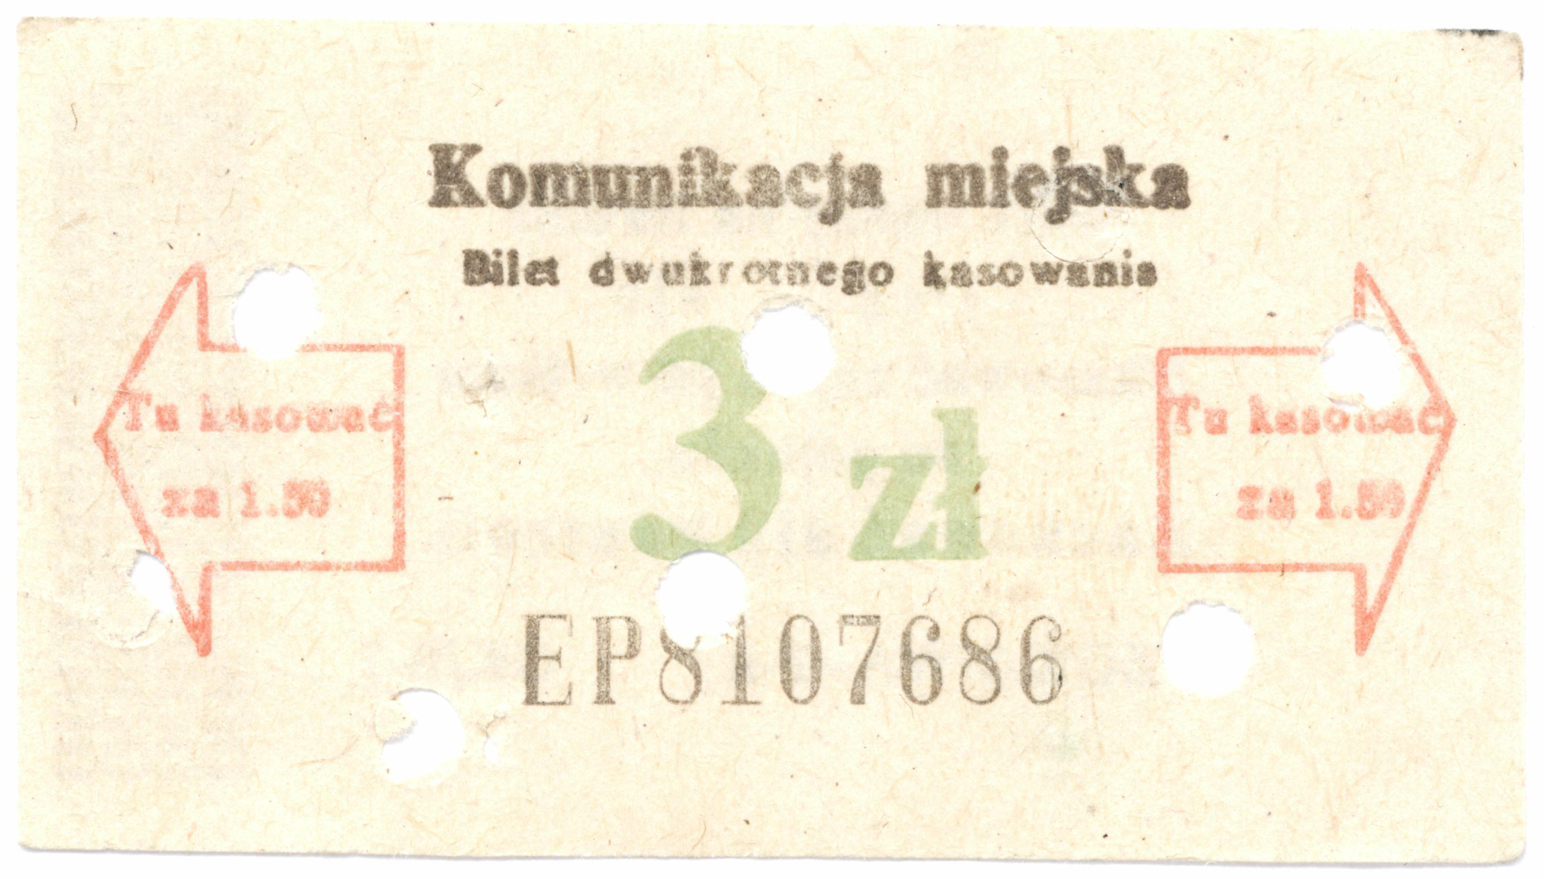 Komunikacja miejska
Bilet dwukrotnego kasowania
Tu kasować
za 1.50
3 zł
Tu kasować
za 1.50
EP8107686